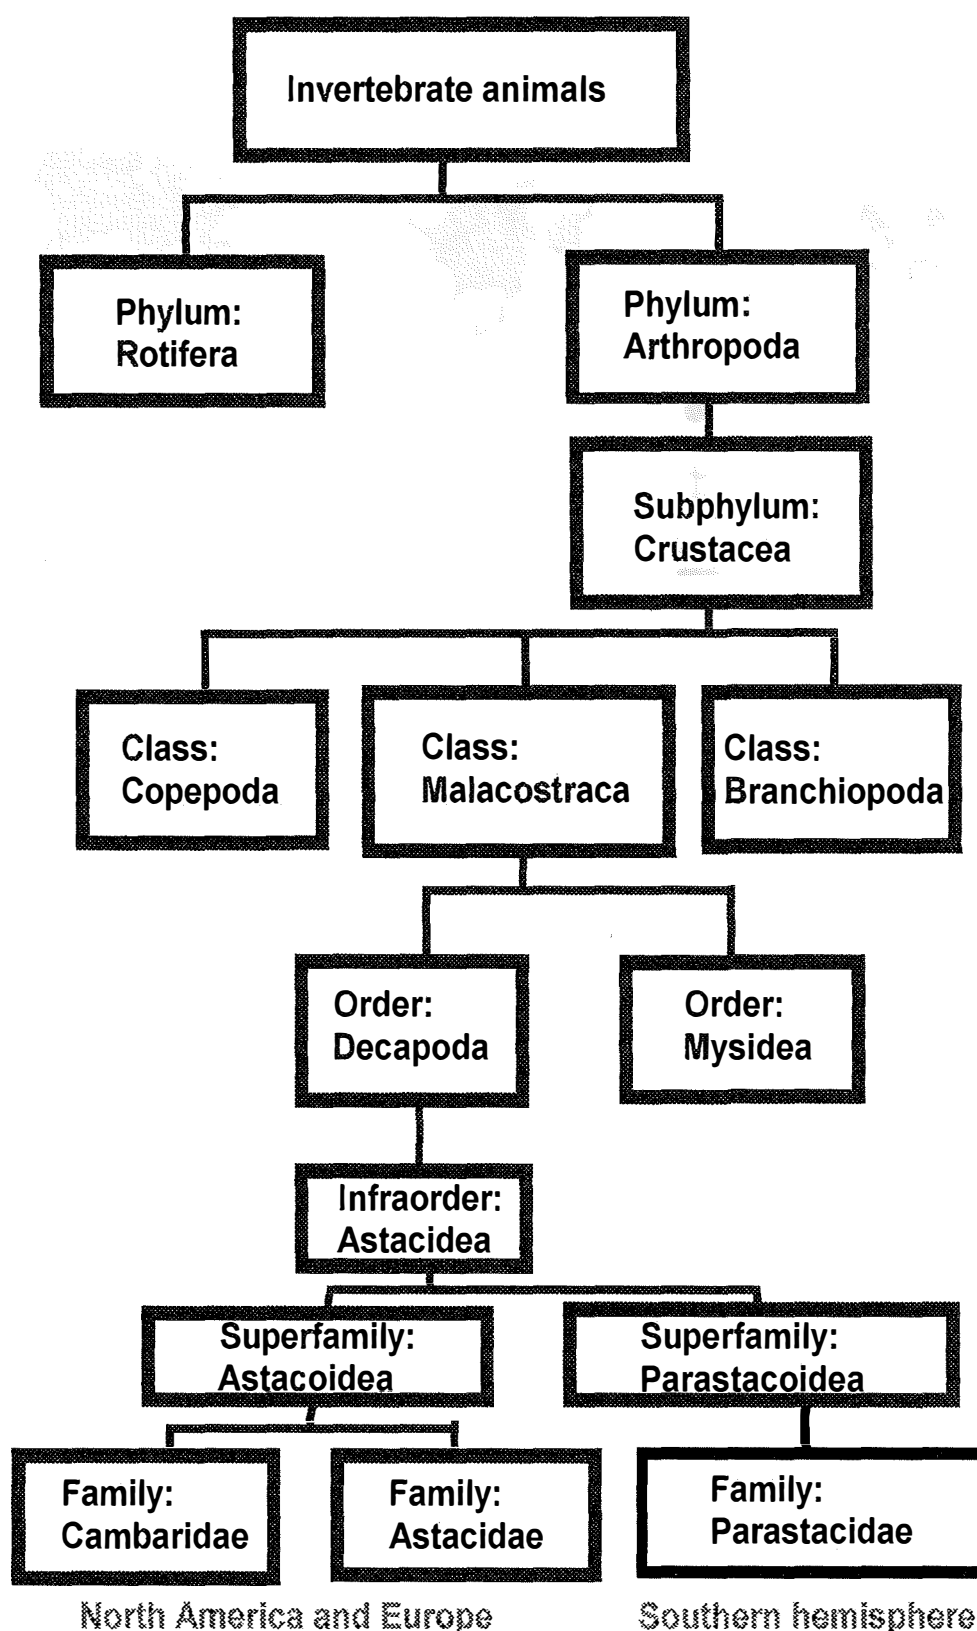 Invertebrate animals
Phylum:
Rotifera
Phylum:
Arthropoda
Subphylum:
Crustacea
Class:
Copepoda
Class:
Malacostraca
Class:
Branchiopoda
Order:
Decapoda
Order:
Mysidea
Infraorder:
Astacidea
Superfamily:
Astacoidea
Superfamily:
Parastacoidea
Family:
Cambaridae
Family:
Astacidae
Family:
Parastacidae
North America and Europe
Southern hemisphere